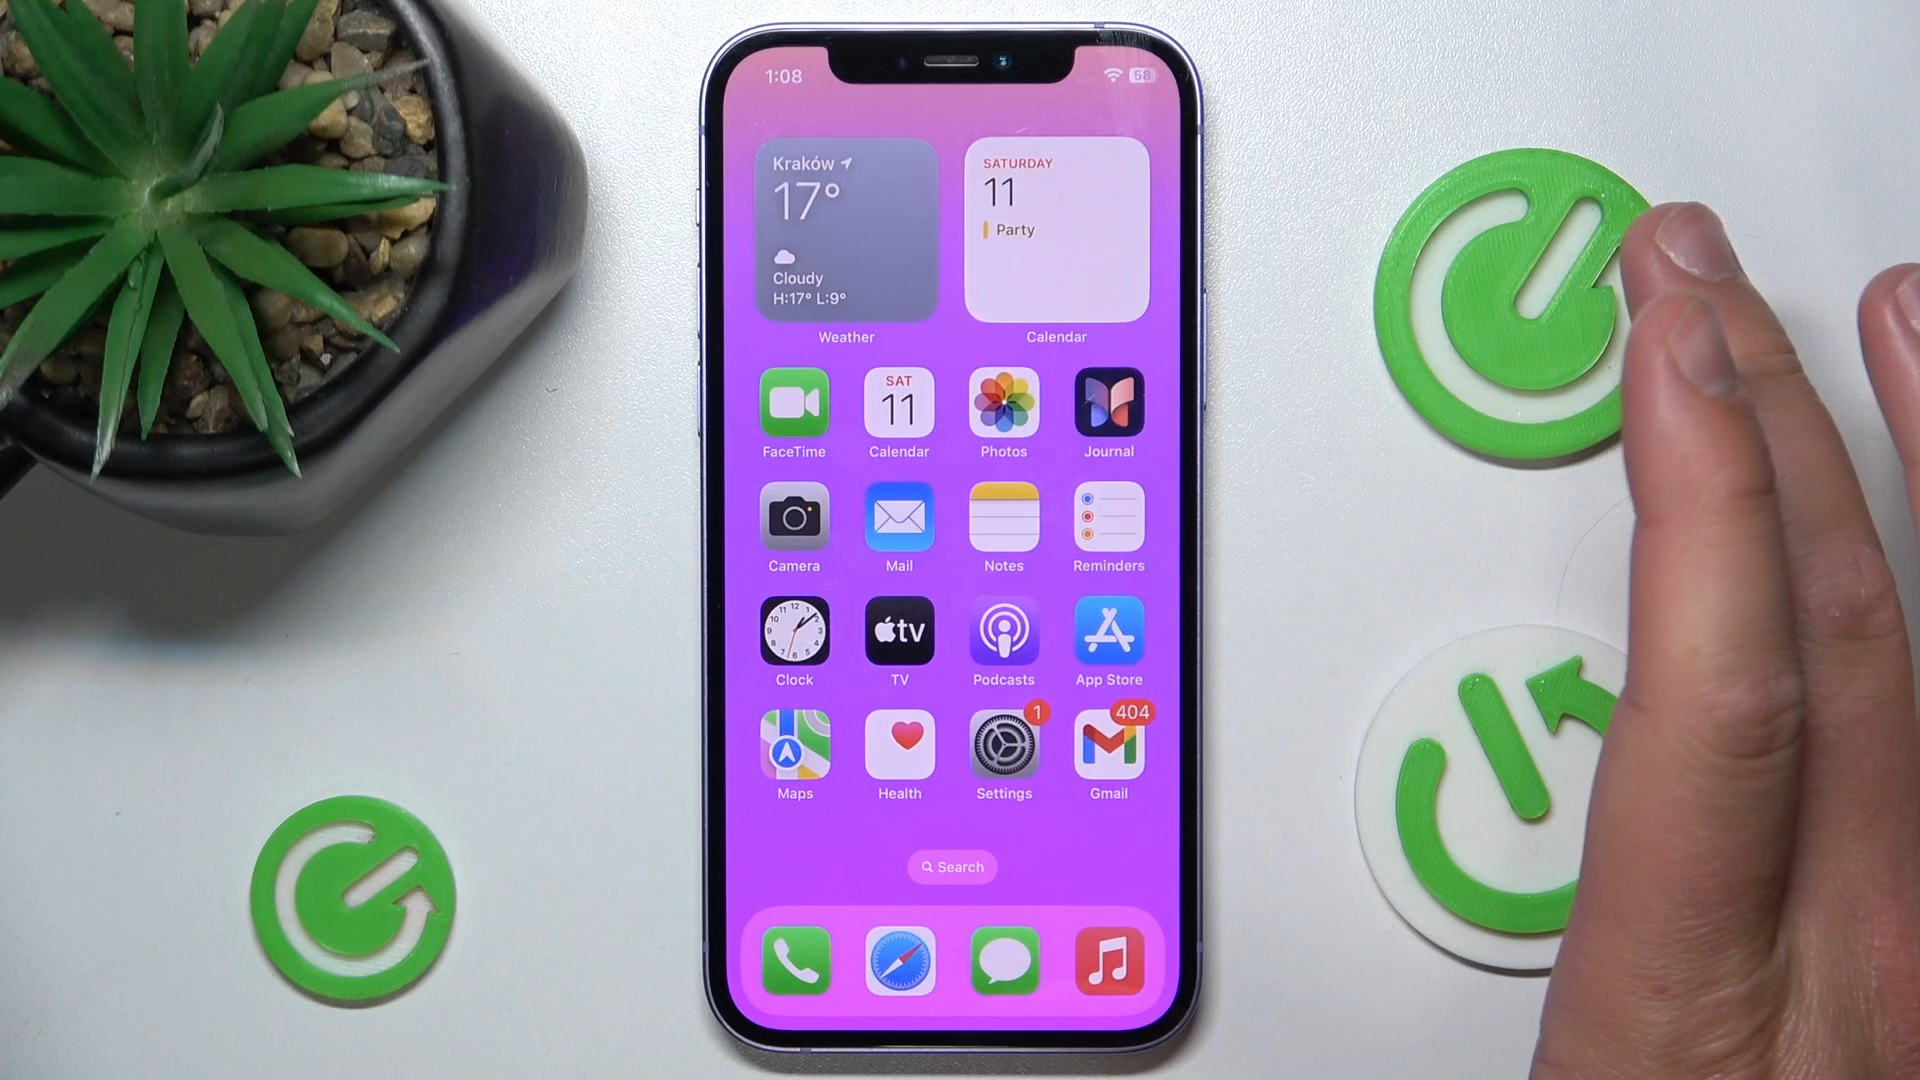 1:08
58
Kraków
17°
Cloudy
H:17° L:9°
Weather
SATURDAY
11
Party
Calendar
SAT
11
FaceTime
Calendar
Photos
Journal
Camera
Mail
Notes
Reminders
tv
Clock
TV
Podcasts
App Store
1
404
Maps
Health
Settings
Gmail
Search